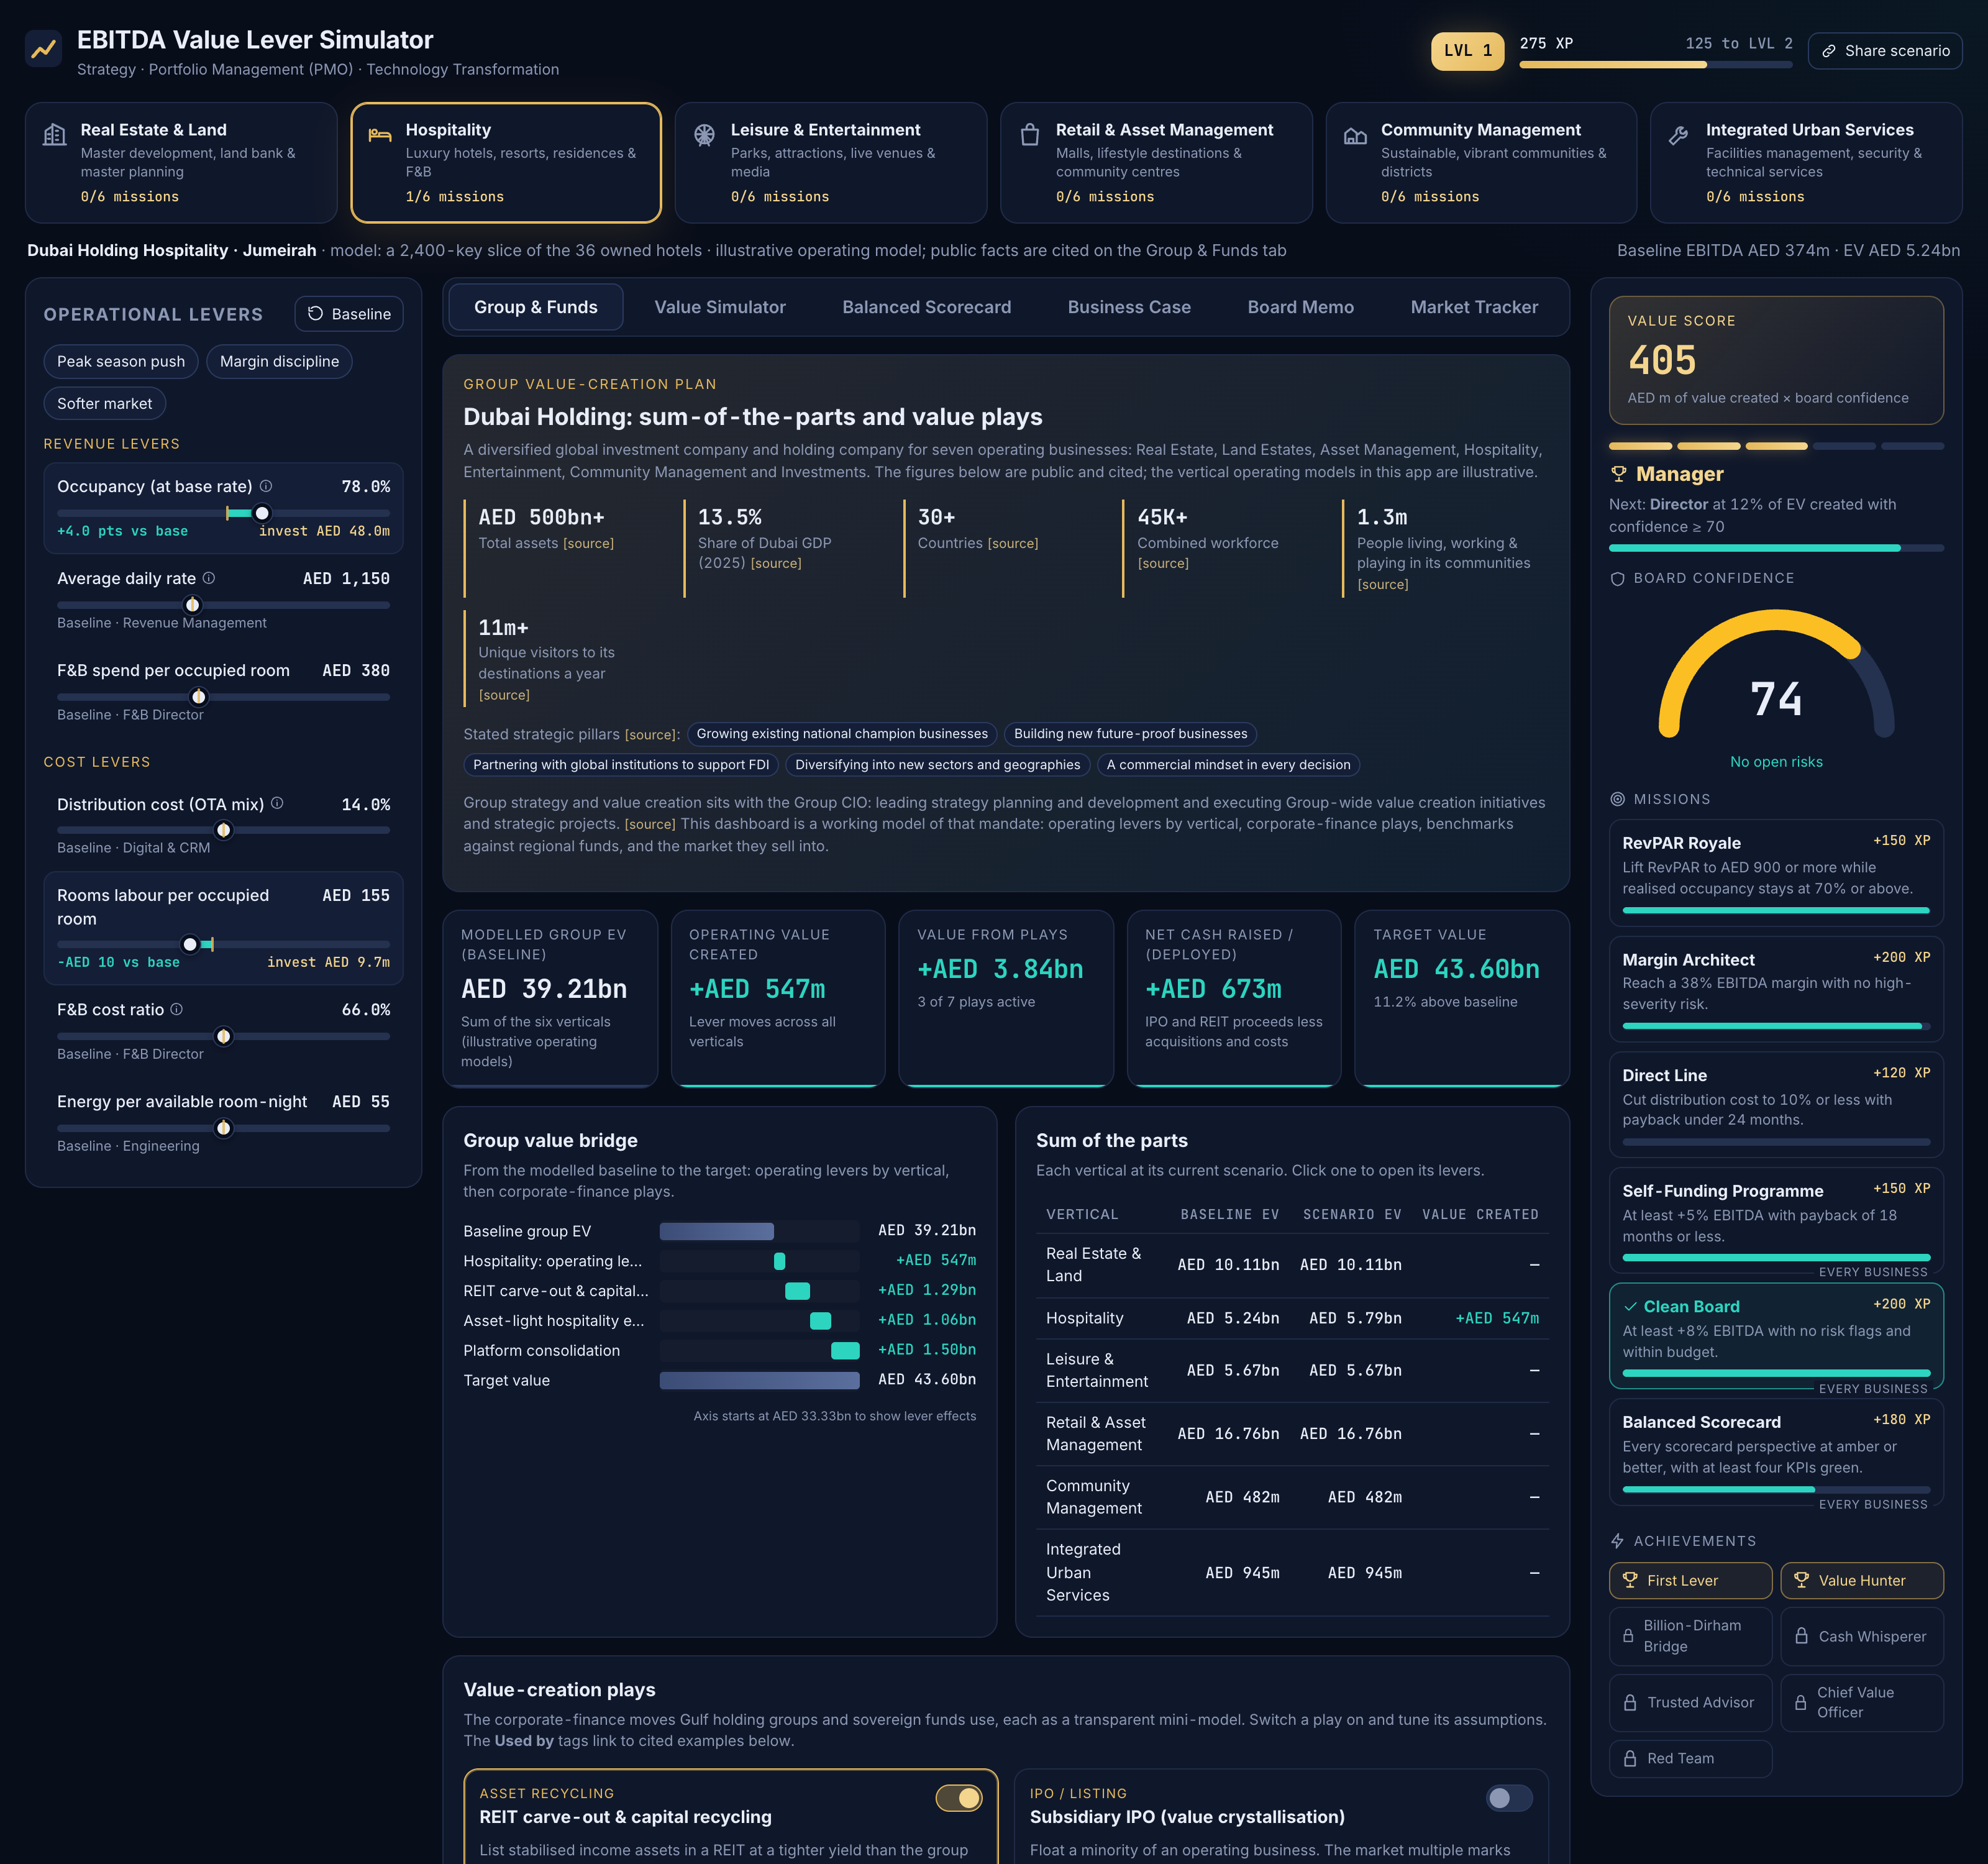 EBITDA Value Lever Simulator
Strategy · Portfolio Management (PMO) · Technology Transformation
LVL 1
275 XP
125 to LVL 2
Share scenario
Real Estate & Land
Master development, land bank &
master planning
0/6 missions
Hospitality
Luxury hotels, resorts, residences &
F&B
1/6 missions
Leisure & Entertainment
Parks, attractions, live venues &
media
0/6 missions
Retail & Asset Management
Malls, lifestyle destinations &
community centres
0/6 missions
Community Management
Sustainable, vibrant communities &
districts
0/6 missions
Integrated Urban Services
Facilities management, security &
technical services
0/6 missions
Dubai Holding Hospitality · Jumeirah · model: a 2,400-key slice of the 36 owned hotels · illustrative operating model; public facts are cited on the Group & Funds tab
Baseline EBITDA AED 374m · EV AED 5.24bn
OPERATIONAL LEVERS
Baseline
Peak season push
Margin discipline
Softer market
REVENUE LEVERS
Occupancy (at base rate)
78.0%
+4.0 pts vs base
invest AED 48.0m
Average daily rate
AED 1,150
Baseline · Revenue Management
F&B spend per occupied room
AED 380
Baseline · F&B Director
COST LEVERS
Distribution cost (OTA mix)
14.0%
Baseline · Digital & CRM
Rooms labour per occupied
room
AED 155
-AED 10 vs base
invest AED 9.7m
F&B cost ratio
66.0%
Baseline · F&B Director
Energy per available room-night
AED 55
Baseline · Engineering
Group & Funds
Value Simulator
Balanced Scorecard
Business Case
Board Memo
Market Tracker
GROUP VALUE-CREATION PLAN
Dubai Holding: sum-of-the-parts and value plays
A diversified global investment company and holding company for seven operating businesses: Real Estate, Land Estates, Asset Management, Hospitality,
Entertainment, Community Management and Investments. The figures below are public and cited; the vertical operating models in this app are illustrative.
AED 500bn+
Total assets [source]
13.5%
Share of Dubai GDP
(2025) [source]
30+
Countries [source]
45K+
Combined workforce
[source]
1.3m
People living, working &
playing in its communities
[source]
11m+
Unique visitors to its
destinations a year
[source]
Stated strategic pillars [source]:
Growing existing national champion businesses
Building new future-proof businesses
Partnering with global institutions to support FDI
Diversifying into new sectors and geographies
A commercial mindset in every decision
Group strategy and value creation sits with the Group CIO: leading strategy planning and development and executing Group-wide value creation initiatives
and strategic projects. [source] This dashboard is a working model of that mandate: operating levers by vertical, corporate-finance plays, benchmarks
against regional funds, and the market they sell into.
MODELLED GROUP EV
(BASELINE)
AED 39.21bn
Sum of the six verticals
(illustrative operating
models)
OPERATING VALUE
CREATED
+AED 547m
Lever moves across all
verticals
VALUE FROM PLAYS
+AED 3.84bn
3 of 7 plays active
NET CASH RAISED /
(DEPLOYED)
+AED 673m
IPO and REIT proceeds less
acquisitions and costs
TARGET VALUE
AED 43.60bn
11.2% above baseline
Group value bridge
From the modelled baseline to the target: operating levers by vertical,
then corporate-finance plays.
Baseline group EV
AED 39.21bn
Hospitality: operating le...
+AED 547m
REIT carve-out & capital...
+AED 1.29bn
Asset-light hospitality e...
+AED 1.06bn
Platform consolidation
+AED 1.50bn
Target value
AED 43.60bn
Axis starts at AED 33.33bn to show lever effects
Sum of the parts
Each vertical at its current scenario. Click one to open its levers.
VERTICAL BASELINE EV SCENARIO EV VALUE CREATED
Real Estate &
Land
AED 10.11bn AED 10.11bn —
Hospitality AED 5.24bn AED 5.79bn +AED 547m
Leisure &
Entertainment
AED 5.67bn AED 5.67bn —
Retail & Asset
Management
AED 16.76bn AED 16.76bn —
Community
Management
AED 482m AED 482m —
Integrated
Urban
Services
AED 945m AED 945m —
Value-creation plays
The corporate-finance moves Gulf holding groups and sovereign funds use, each as a transparent mini-model. Switch a play on and tune its assumptions.
The Used by tags link to cited examples below.
ASSET RECYCLING
REIT carve-out & capital recycling
List stabilised income assets in a REIT at a tighter yield than the group
IPO / LISTING
Subsidiary IPO (value crystallisation)
Float a minority of an operating business. The market multiple marks
VALUE SCORE
405
AED m of value created × board confidence
Manager
Next: Director at 12% of EV created with
confidence ≥ 70
BOARD CONFIDENCE
74
No open risks
MISSIONS
RevPAR Royale
+150 XP
Lift RevPAR to AED 900 or more while
realised occupancy stays at 70% or above.
Margin Architect
+200 XP
Reach a 38% EBITDA margin with no high-
severity risk.
Direct Line
+120 XP
Cut distribution cost to 10% or less with
payback under 24 months.
Self-Funding Programme
+150 XP
At least +5% EBITDA with payback of 18
months or less.
EVERY BUSINESS
Clean Board
+200 XP
At least +8% EBITDA with no risk flags and
within budget.
EVERY BUSINESS
Balanced Scorecard
+180 XP
Every scorecard perspective at amber or
better, with at least four KPIs green.
EVERY BUSINESS
ACHIEVEMENTS
First Lever
Value Hunter
Billion-Dirham
Bridge
Cash Whisperer
Trusted Advisor
Chief Value
Officer
Red Team